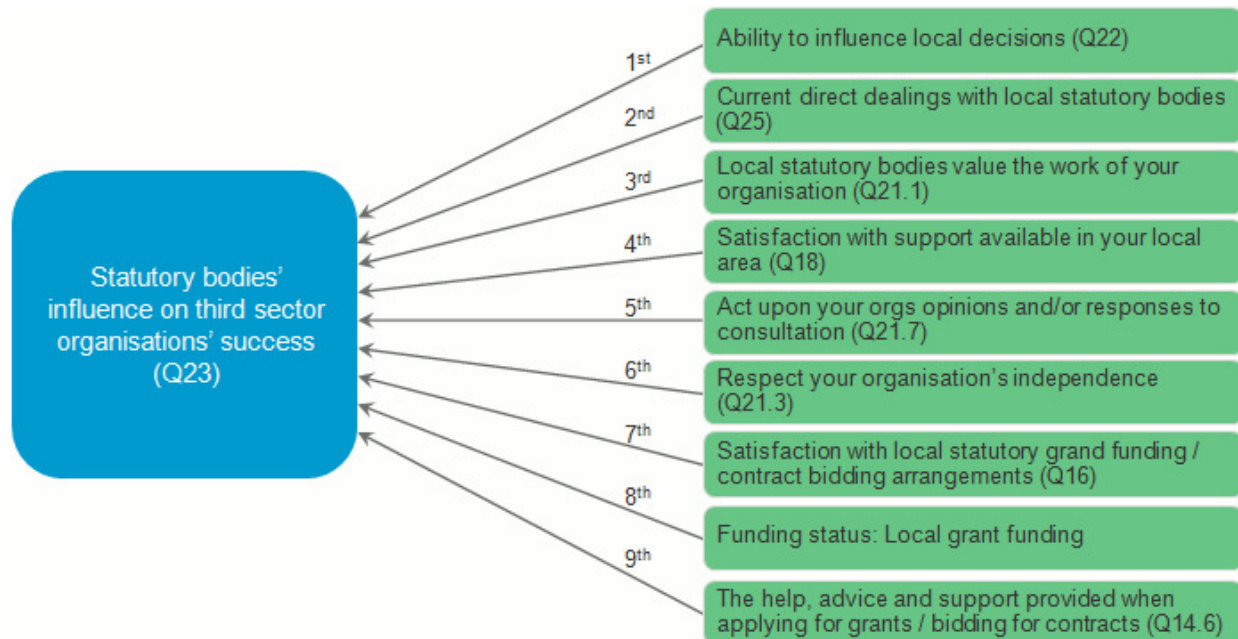 Ability to influence local decisions (Q22)
1st
Current direct dealings with local statutory bodies
(Q25)
2nd
Local statutory bodies value the work of your
organisation (Q21.1)
3rd
Satisfaction with support available in your local
area (Q18)
4th
Statutory bodies'
influence on third sector
organisations' success
(Q23)
Act upon your orgs opinions and/or responses to
consultation (Q21.7)
5th
Respect your organisation's independence
(Q21.3)
6th
Satisfaction with local statutory grand funding /
contract bidding arrangements (Q16)
7th
Funding status: Local grant funding
8th
The help, advice and support provided when
applying for grants / bidding for contracts (Q14.6)
9th